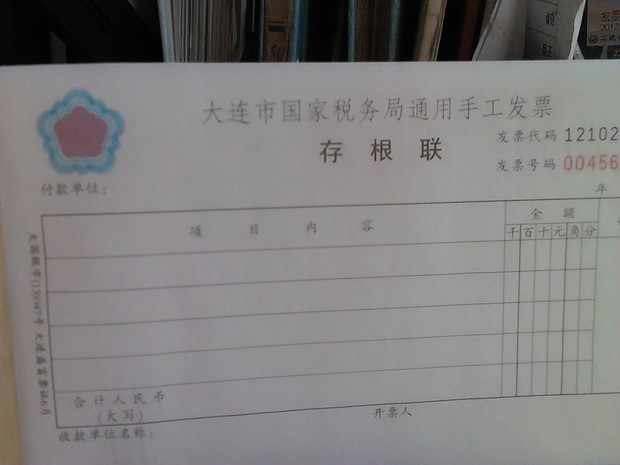 大连市国家税务局通用手工发票
存根联
发票代码 12102
发票号码 00456
付款单位：
年
项目内容
金额
千百十元角分
合计人民币
(大写)
开票人
收款单位名称：